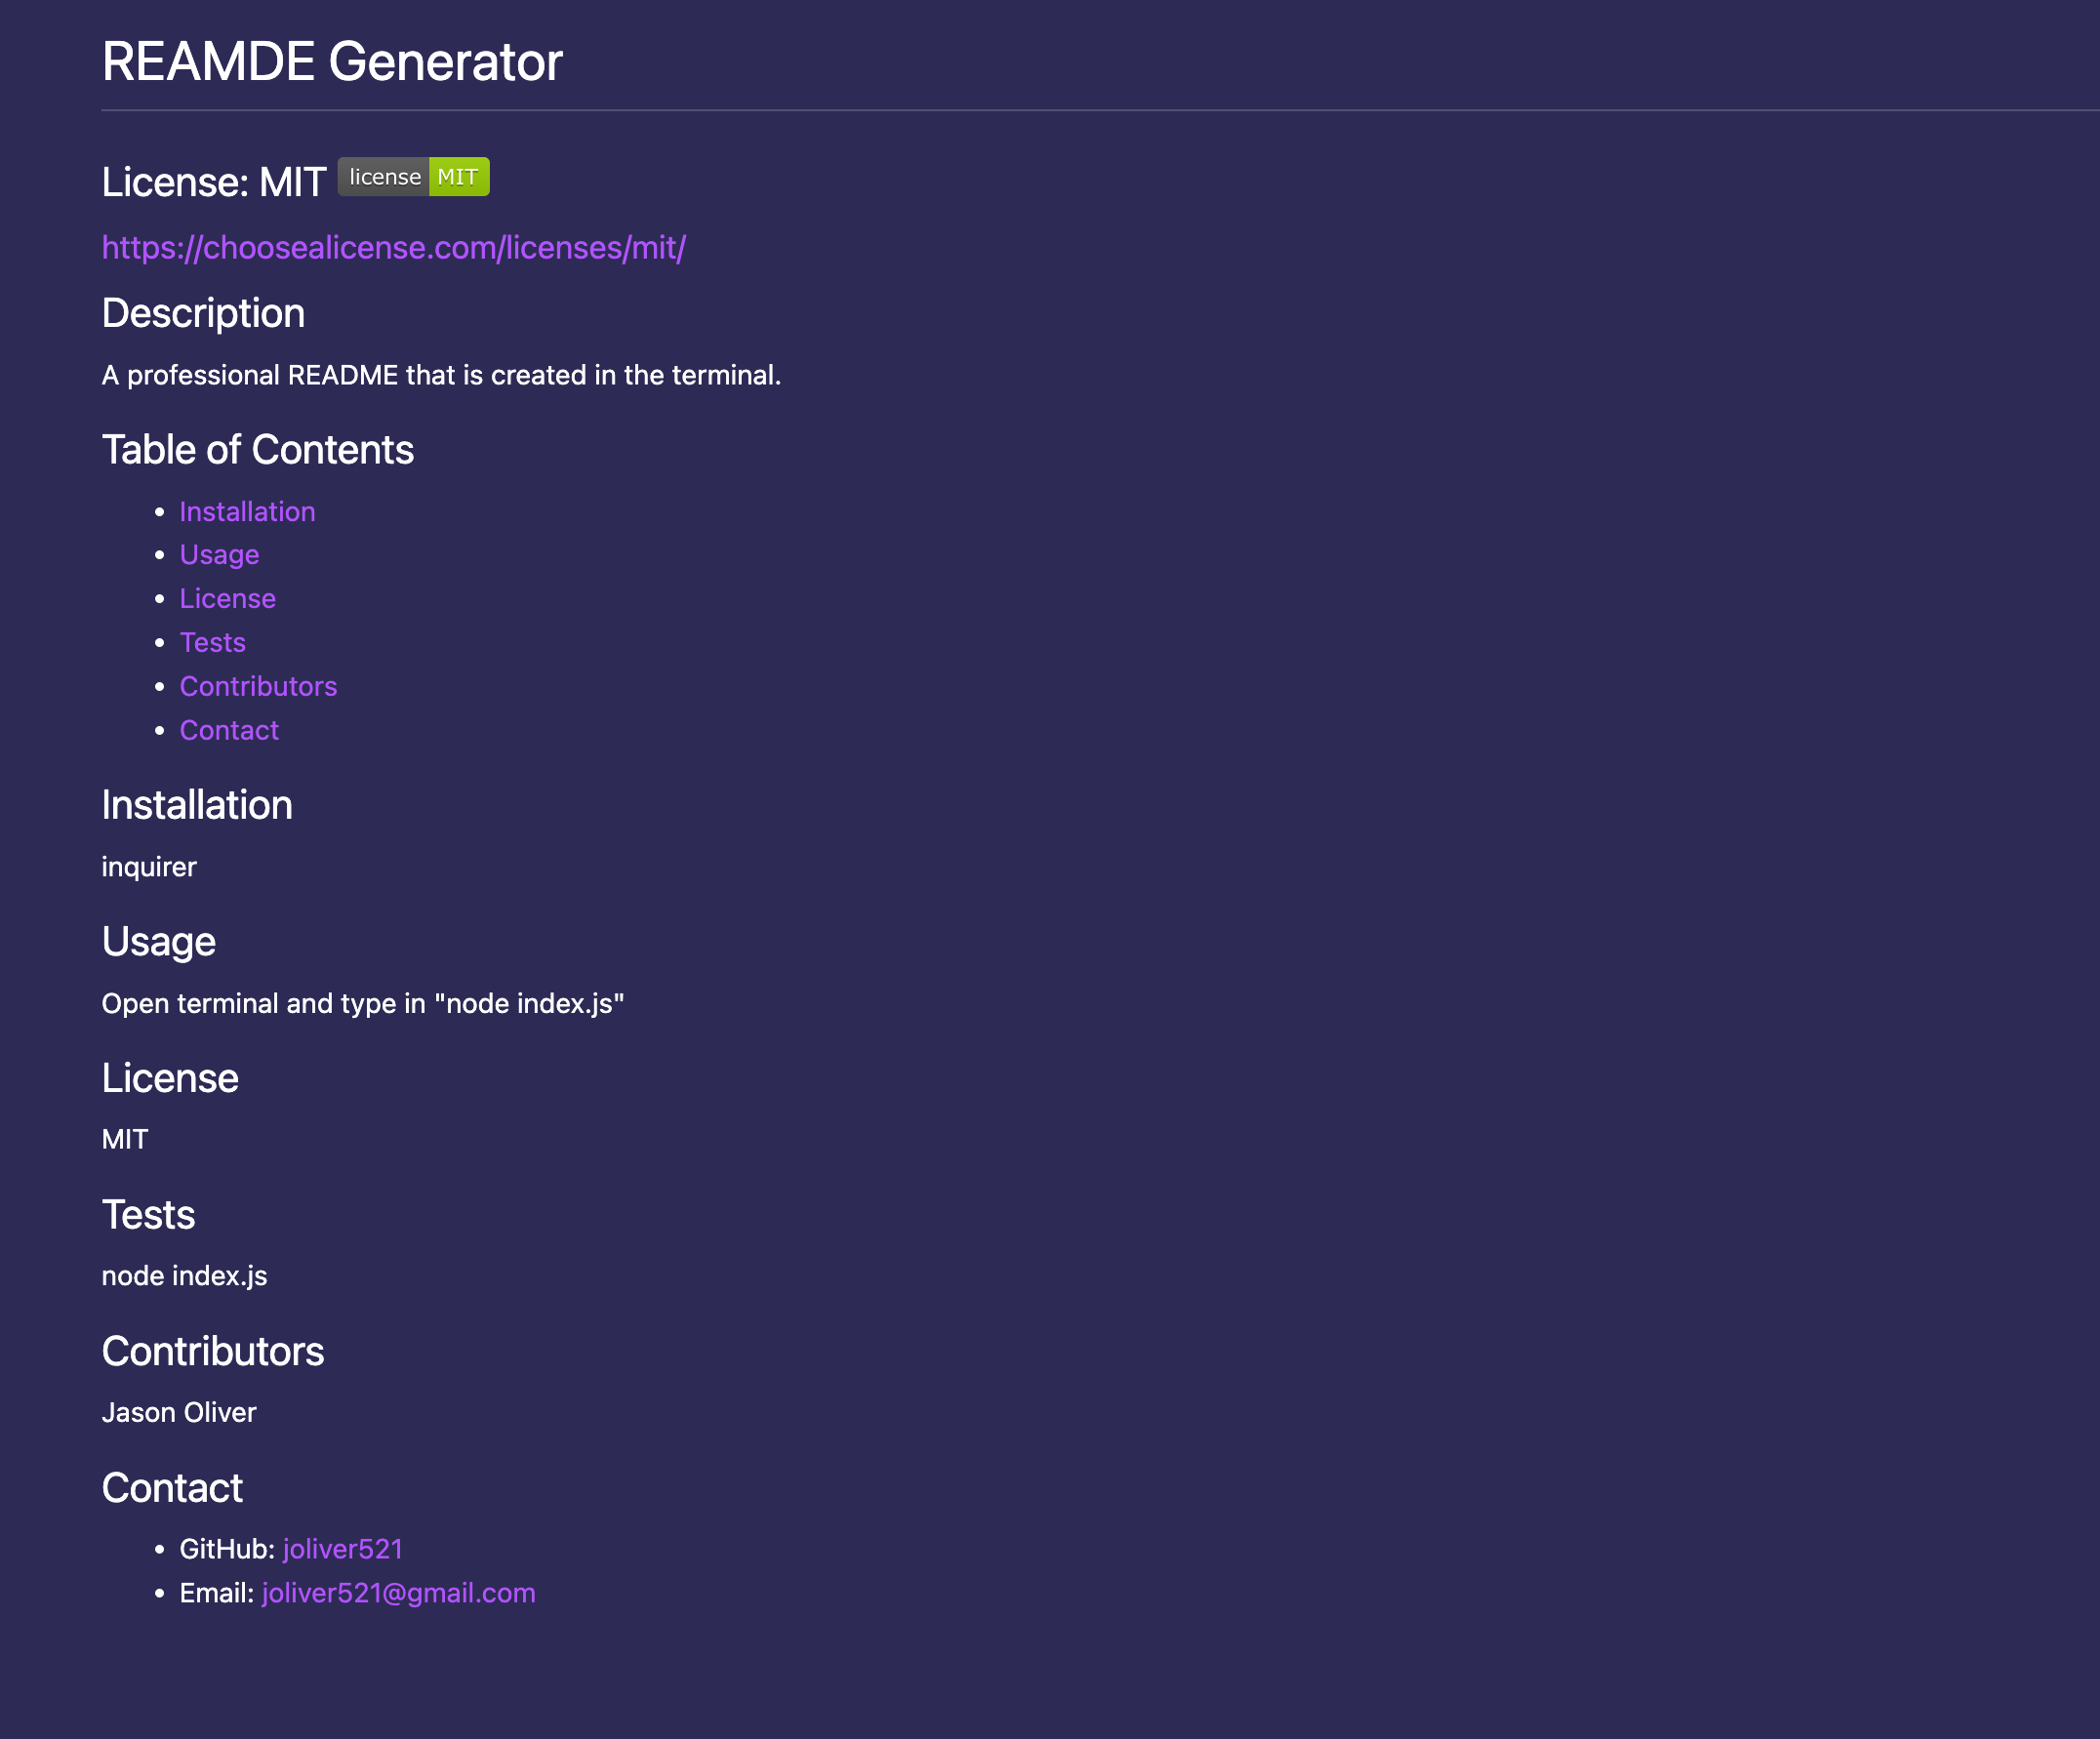 REAMDE Generator
License: MIT license MIT
https://choosealicense.com/licenses/mit/
Description
A professional README that is created in the terminal.
Table of Contents
• Installation
• Usage
• License
• Tests
• Contributors
• Contact
Installation
inquirer
Usage
Open terminal and type in "node index.js"
License
MIT
Tests
node index.js
Contributors
Jason Oliver
Contact
• GitHub: joliver521
• Email: joliver521@gmail.com